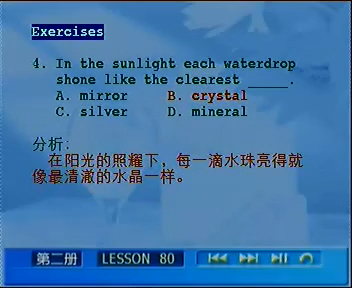 Exercises
4. In the sunlight each waterdrop
shone like the clearest _____.
A. mirror B. crystal
C. silver D. mineral
分析:
在阳光的照耀下，每一滴水珠亮得就
像最清澈的水晶一样。
第二册 LESSON 80